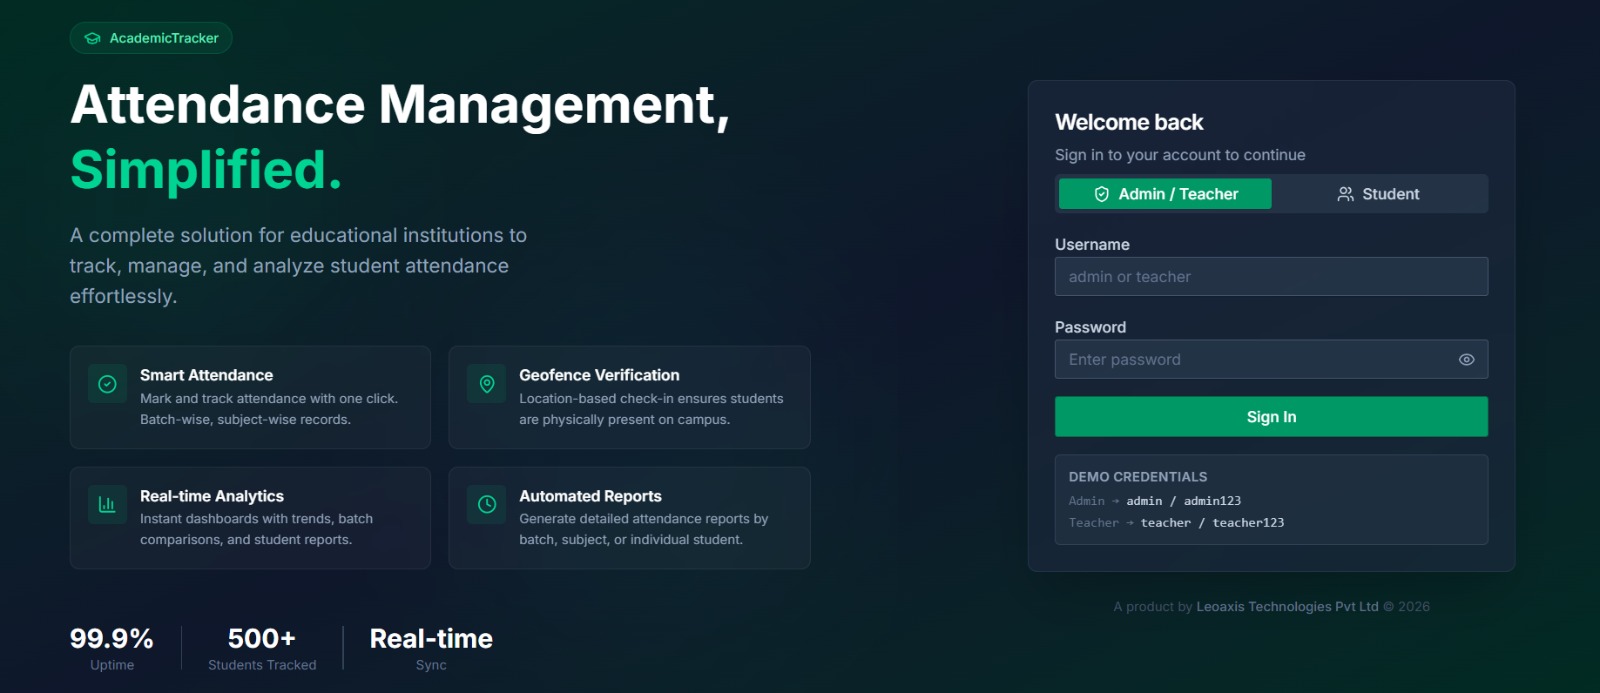 AcademicTracker
Attendance Management,
Simplified.
A complete solution for educational institutions to
track, manage, and analyze student attendance
effortlessly.
Smart Attendance
Mark and track attendance with one click.
Batch-wise, subject-wise records.
Geofence Verification
Location-based check-in ensures students
are physically present on campus.
Real-time Analytics
Instant dashboards with trends, batch
comparisons, and student reports.
Automated Reports
Generate detailed attendance reports by
batch, subject, or individual student.
99.9%
Uptime
500+
Students Tracked
Real-time
Sync
Welcome back
Sign in to your account to continue
Admin / Teacher
Student
Username
admin or teacher
Password
Enter password
Sign In
DEMO CREDENTIALS
Admin → admin / admin123
Teacher → teacher / teacher123
A product by Leoaxis Technologies Pvt Ltd © 2026